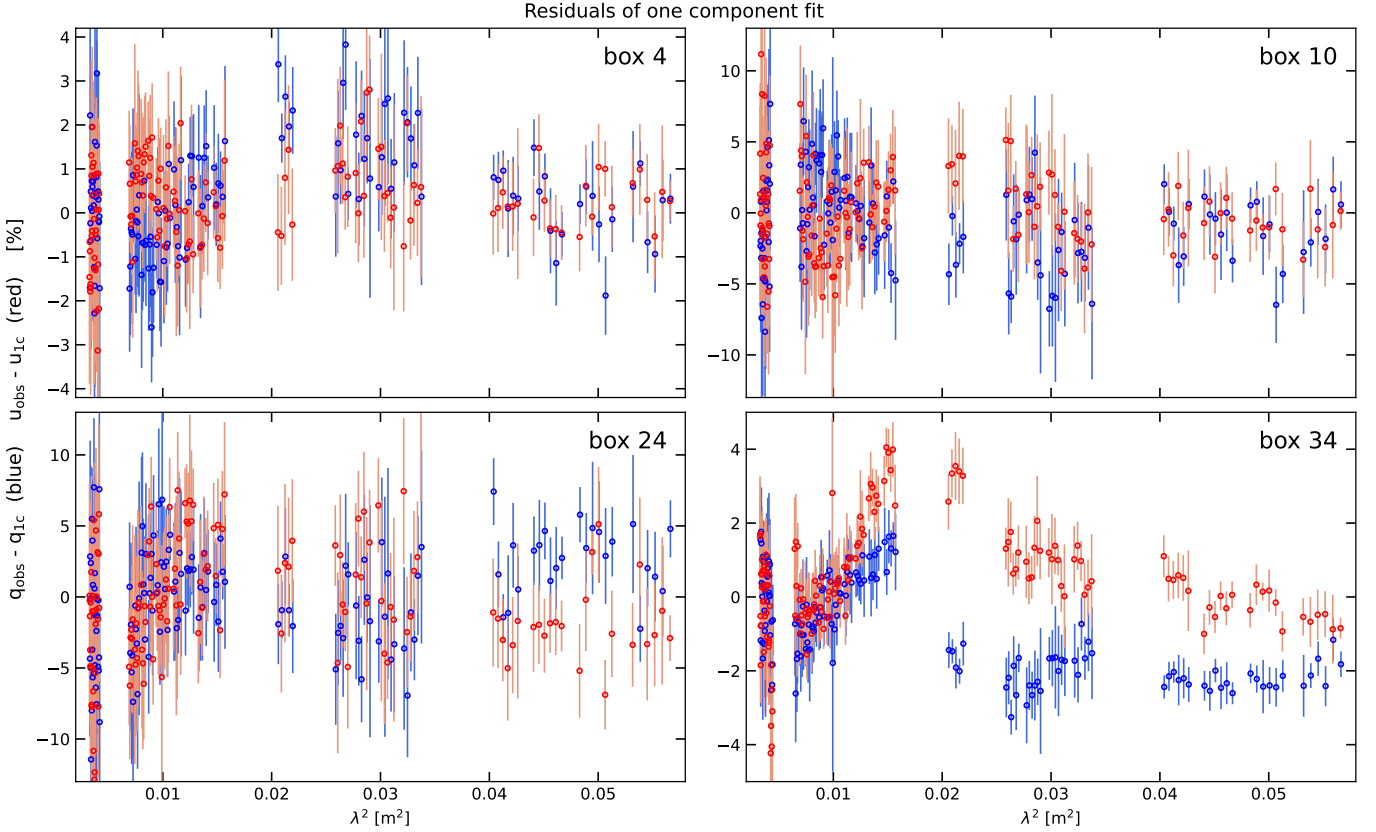 Residuals of one component fit
q_obs - q_1c (blue) u_obs - u_1c (red) [%]
box 4
4
3
2
1
0
−1
−2
−3
−4
box 10
10
5
0
−5
−10
box 24
10
5
0
−5
−10
box 34
4
2
0
−2
−4
0.01 0.02 0.03 0.04 0.05
λ² [m²]
0.01 0.02 0.03 0.04 0.05
λ² [m²]